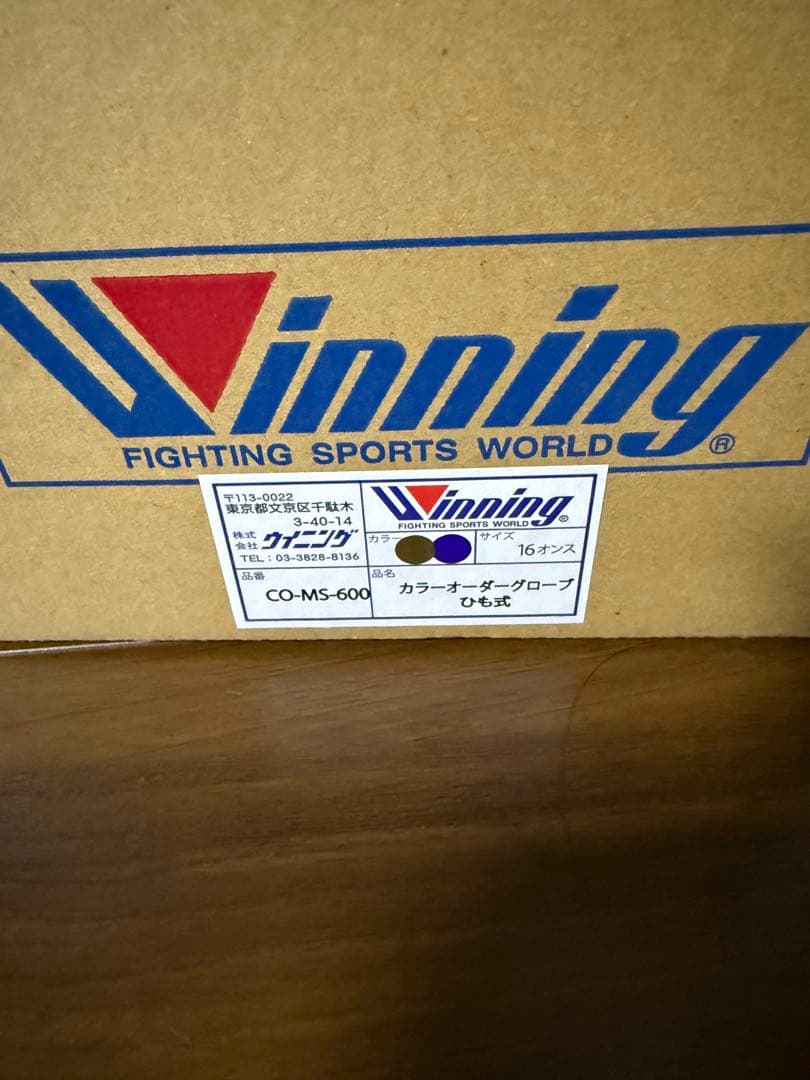 Winning
FIGHTING SPORTS WORLD®
〒113-0022
東京都文京区千駄木
3-40-14
株式会社 ウイニング
TEL：03-3828-8136
Winning®
FIGHTING SPORTS WORLD
カラー
サイズ
16オンス
品番
CO-MS-600
品名
カラーオーダーグローブ
ひも式